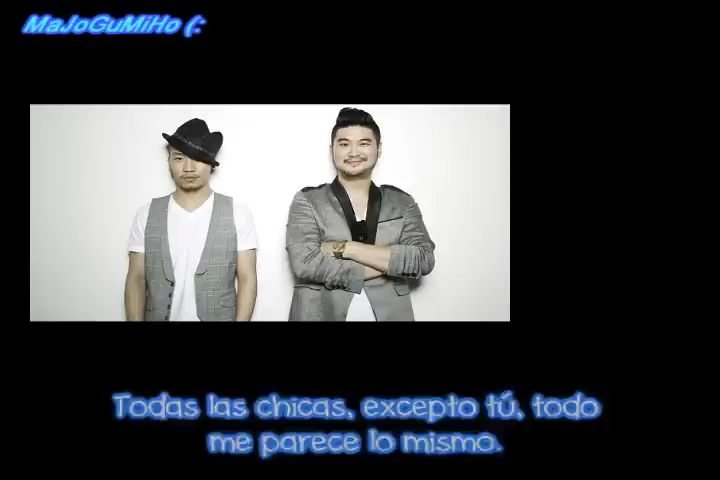 MaJoGuMiHo (:
Todas las chicas, excepto tú, todo
me parece lo mismo.